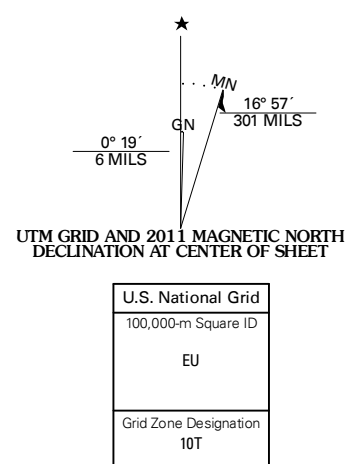 ★
MN
GN
16° 57´
301 MILS
0° 19´
6 MILS
UTM GRID AND 2011 MAGNETIC NORTH
DECLINATION AT CENTER OF SHEET
U.S. National Grid
100,000-m Square ID
EU
Grid Zone Designation
10T